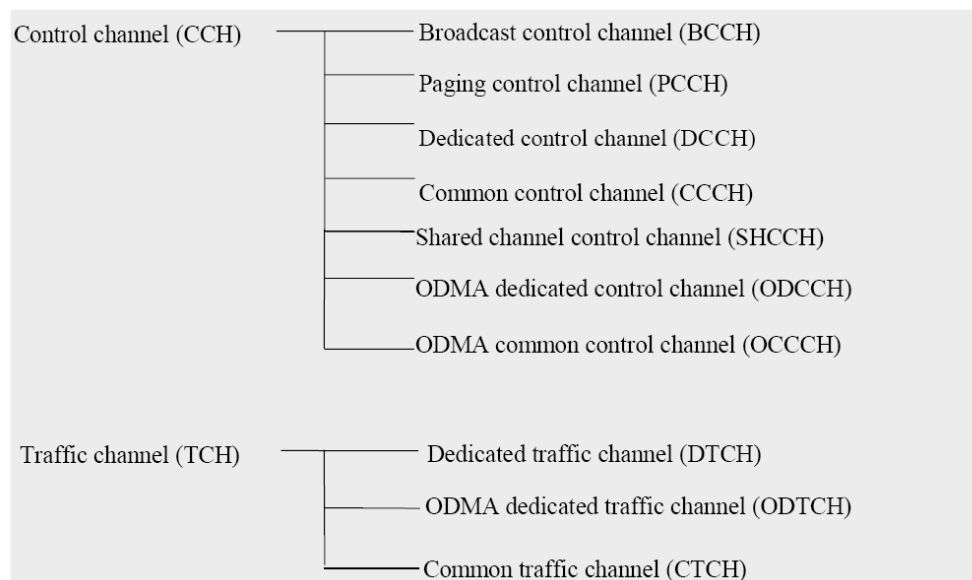 Control channel (CCH)
Broadcast control channel (BCCH)
Paging control channel (PCCH)
Dedicated control channel (DCCH)
Common control channel (CCCH)
Shared channel control channel (SHCCH)
ODMA dedicated control channel (ODCCH)
ODMA common control channel (OCCCH)
Traffic channel (TCH)
Dedicated traffic channel (DTCH)
ODMA dedicated traffic channel (ODTCH)
Common traffic channel (CTCH)